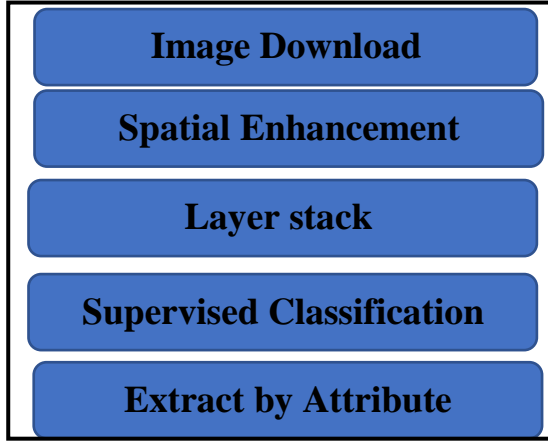 Image Download
Spatial Enhancement
Layer stack
Supervised Classification
Extract by Attribute